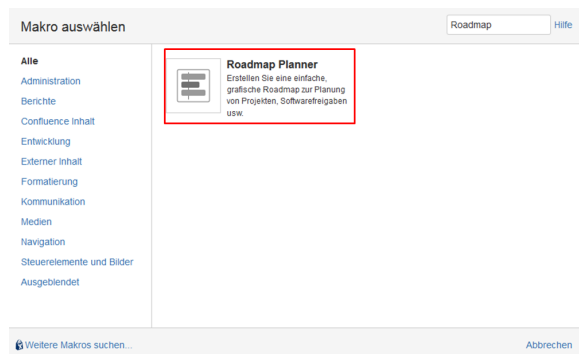 Makro auswählen
Roadmap
Hilfe
Alle
Administration
Berichte
Confluence Inhalt
Entwicklung
Externer Inhalt
Formatierung
Kommunikation
Medien
Navigation
Steuerelemente und Bilder
Ausgeblendet
Roadmap Planner
Erstellen Sie eine einfache,
grafische Roadmap zur Planung
von Projekten, Softwarefreigaben
usw.
Weitere Makros suchen...
Abbrechen